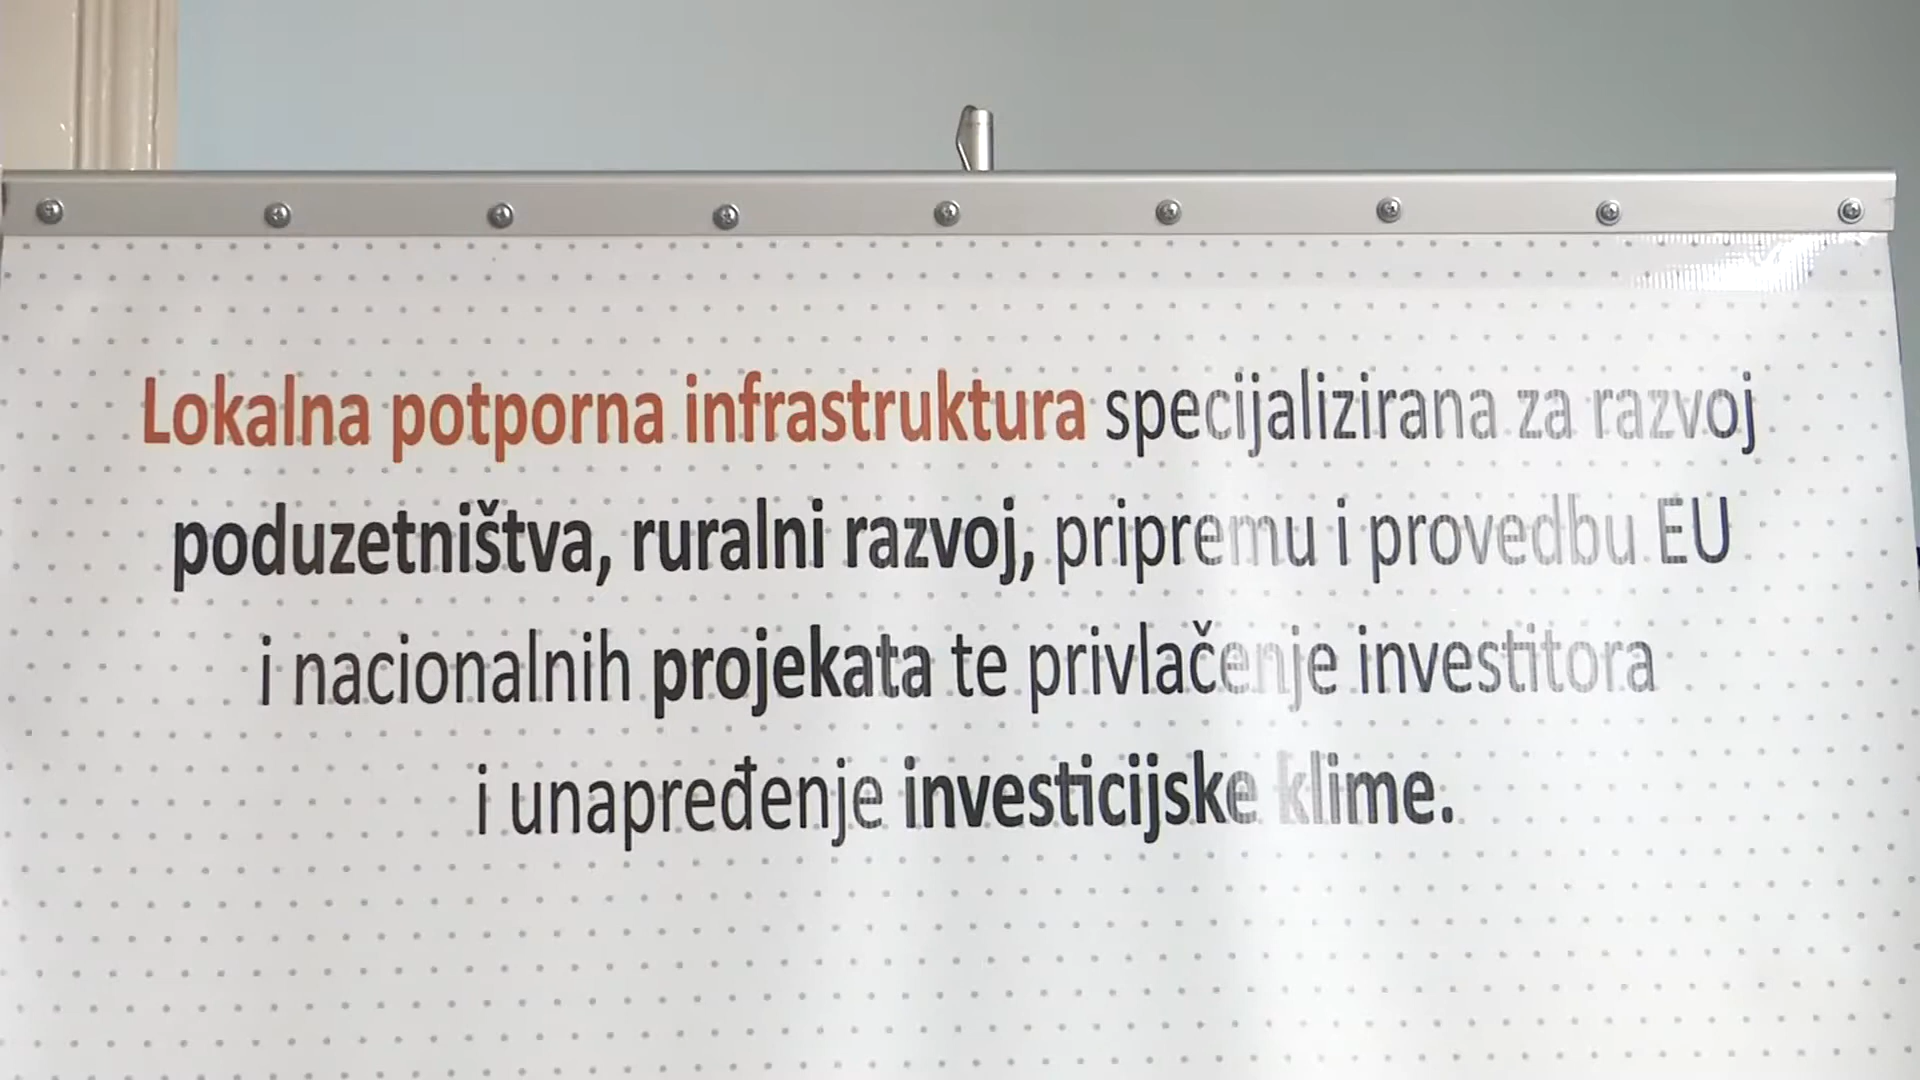 Lokalna potporna infrastruktura specijalizirana za razvoj
poduzetništva, ruralni razvoj, pripremu i provedbu EU
i nacionalnih projekata te privlačenje investitora
i unapređenje investicijske klime.